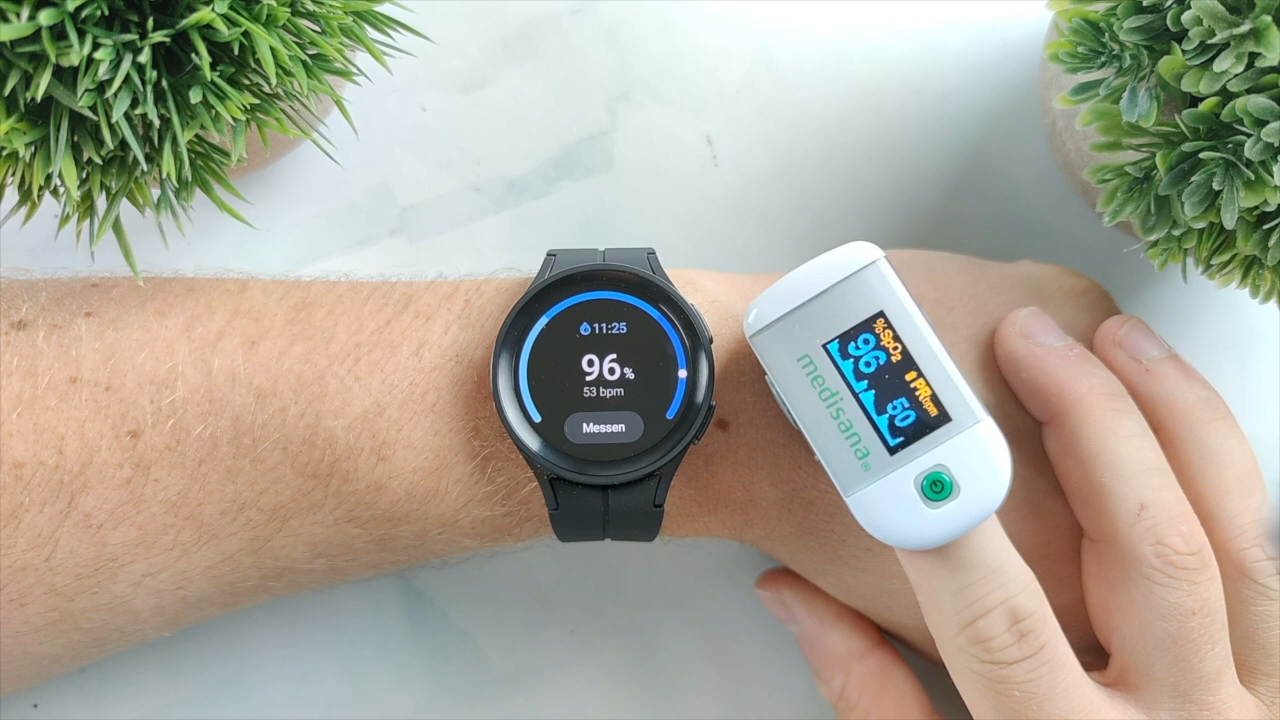 11:25
96%
53 bpm
Messen
%SpO₂
96
PRbpm
50
medisana®